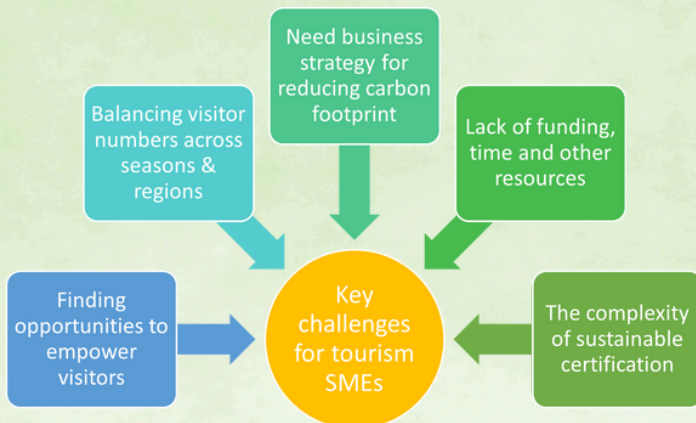 Need business
strategy for
reducing carbon
footprint
Balancing visitor
numbers across
seasons &
regions
Lack of funding,
time and other
resources
Finding
opportunities to
empower
visitors
Key
challenges
for tourism
SMEs
The complexity
of sustainable
certification